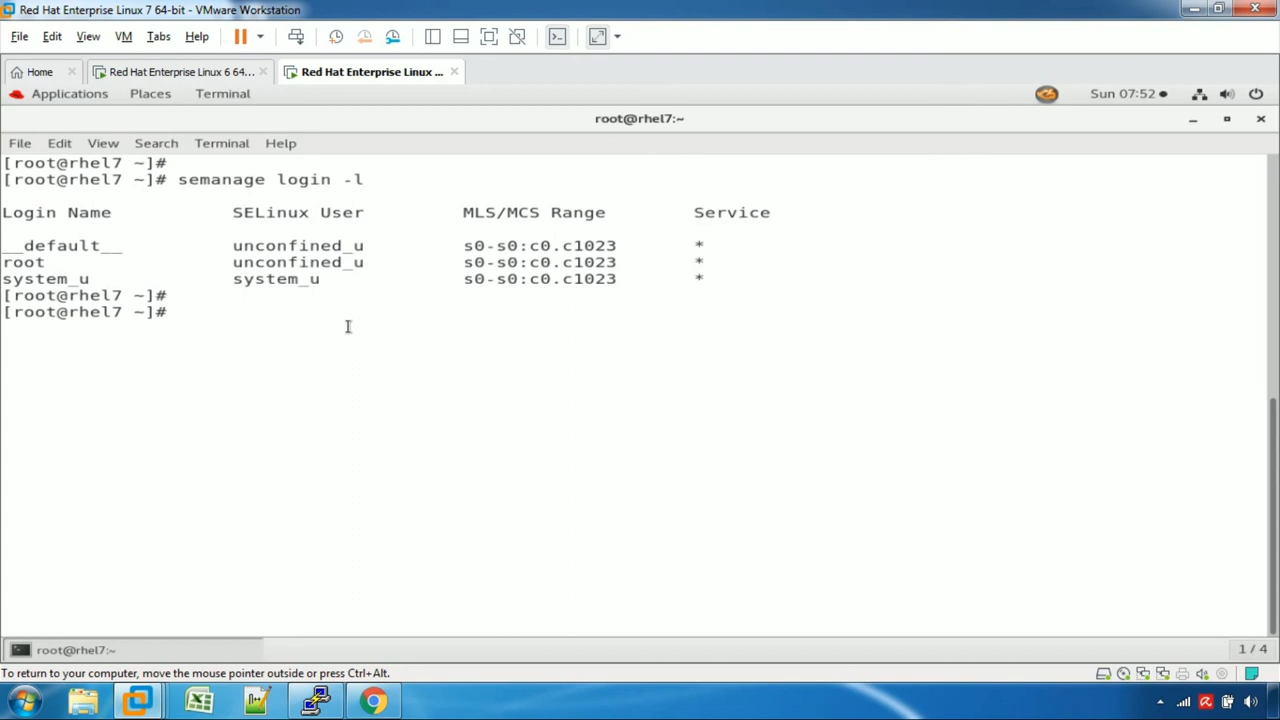 Red Hat Enterprise Linux 7 64-bit - VMware Workstation
File Edit View VM Tabs Help
Home Red Hat Enterprise Linux 6 64... Red Hat Enterprise Linux ...
Applications Places Terminal Sun 07:52
root@rhel7:~
File Edit View Search Terminal Help
[root@rhel7 ~]#
[root@rhel7 ~]# semanage login -l
Login Name SELinux User MLS/MCS Range Service
__default__ unconfined_u s0-s0:c0.c1023 *
root unconfined_u s0-s0:c0.c1023 *
system_u system_u s0-s0:c0.c1023 *
[root@rhel7 ~]#
[root@rhel7 ~]#
root@rhel7:~ 1 / 4
To return to your computer, move the mouse pointer outside or press Ctrl+Alt.